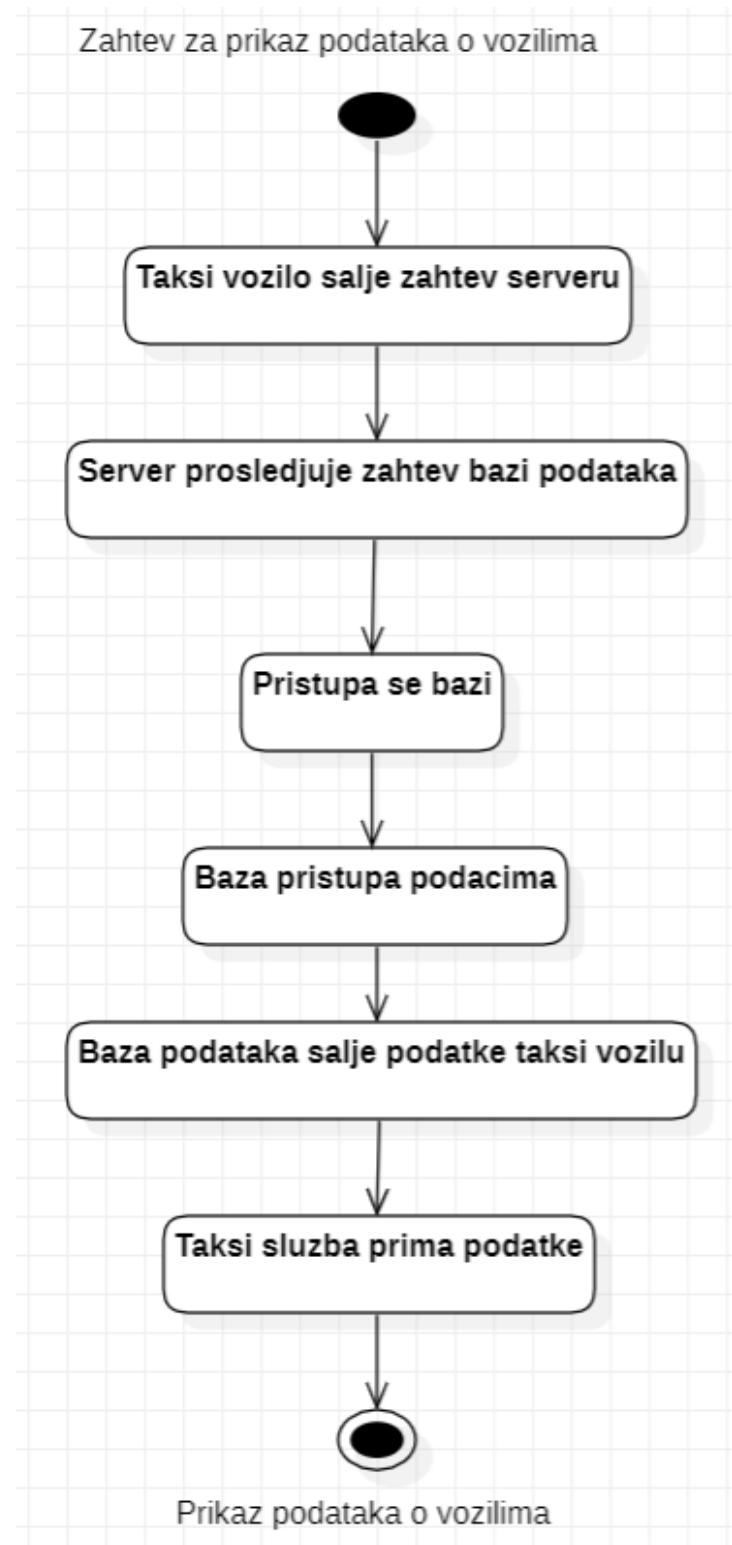 Zahtev za prikaz podataka o vozilima
Taksi vozilo salje zahtev serveru
Server prosledjuje zahtev bazi podataka
Pristupa se bazi
Baza pristupa podacima
Baza podataka salje podatke taksi vozilu
Taksi sluzba prima podatke
Prikaz podataka o vozilima